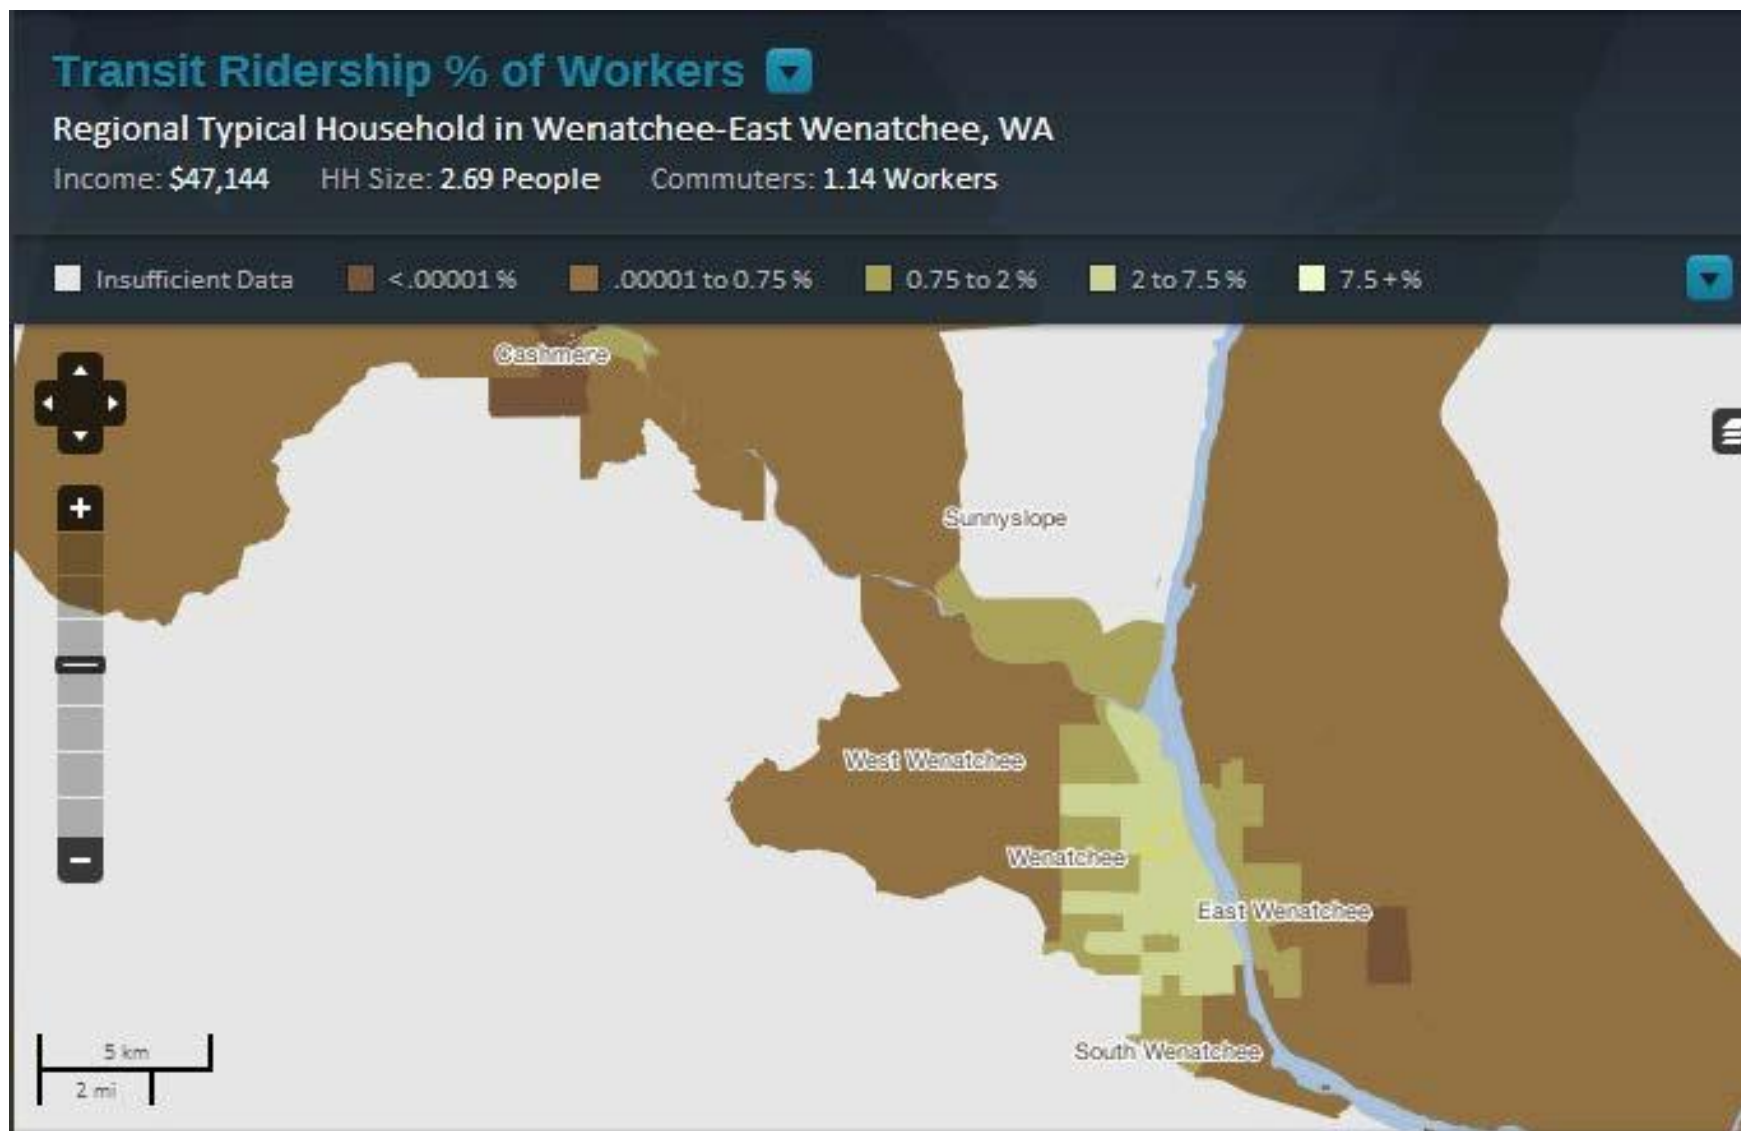 Transit Ridership % of Workers
Regional Typical Household in Wenatchee-East Wenatchee, WA
Income: $47,144 HH Size: 2.69 People Commuters: 1.14 Workers
Insufficient Data <.00001% .00001 to 0.75% 0.75 to 2% 2 to 7.5% 7.5+%
Cashmere
+
Sunnyslope
West Wenatchee
Wenatchee
−
East Wenatchee
South Wenatchee
5 km
2 mi